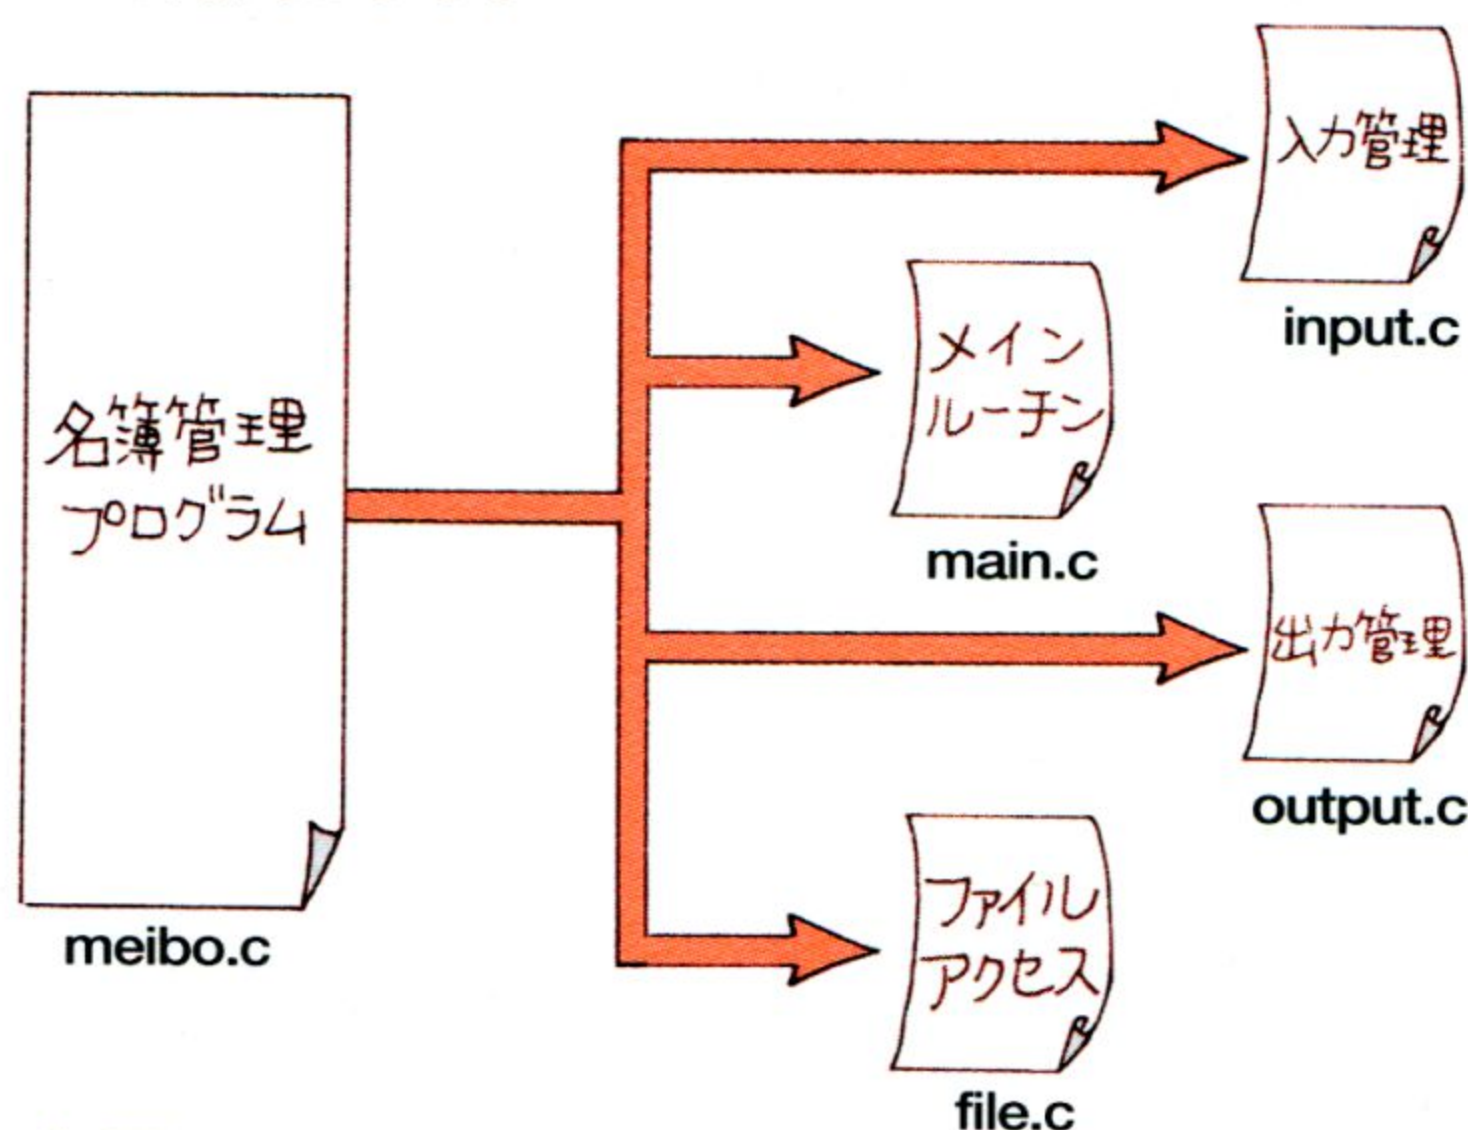 名簿管理
プログラム
meibo.c
入力管理
input.c
メイン
ルーチン
main.c
出力管理
output.c
ファイル
アクセス
file.c